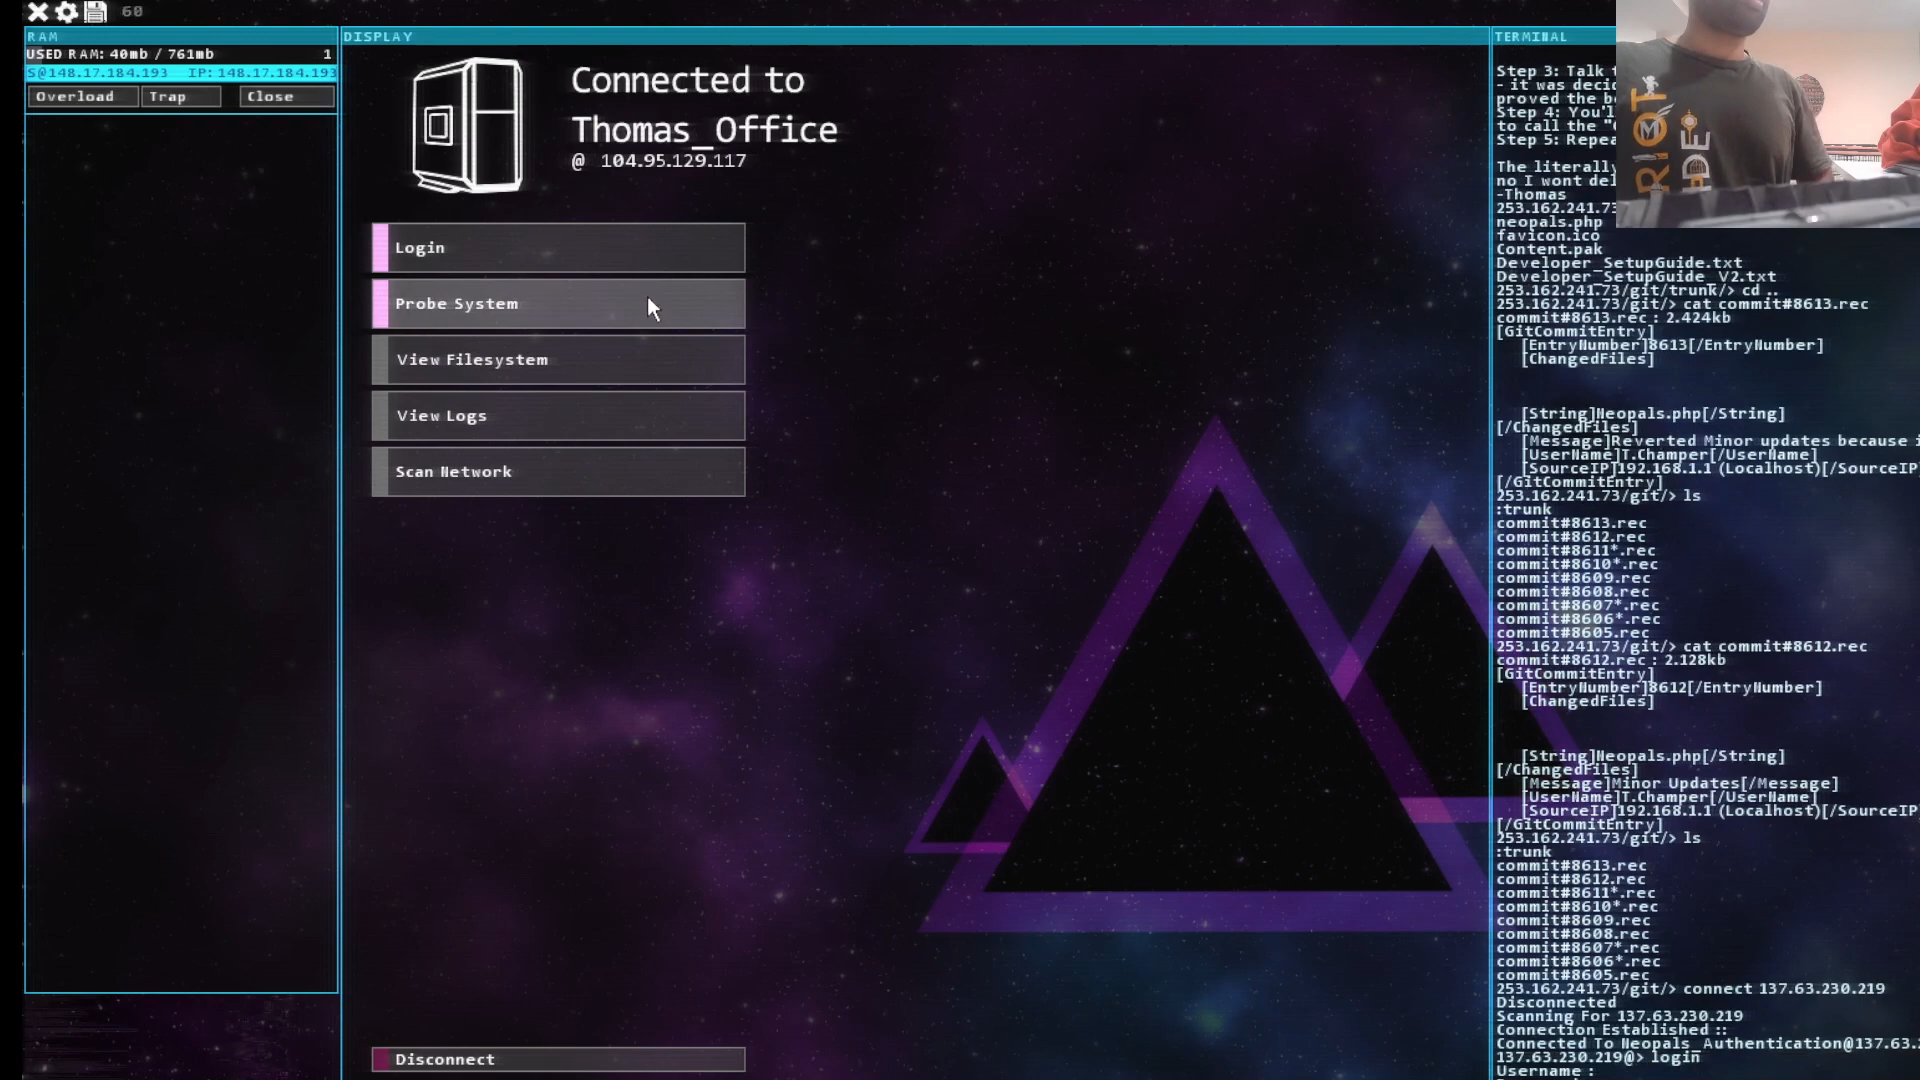 60
RAM
USED RAM: 40mb / 761mb 1
S@148.17.184.193 IP: 148.17.184.193
Overload Trap Close
DISPLAY
Connected to
Thomas_Office
@ 104.95.129.117
Login
Probe System
View Filesystem
View Logs
Scan Network
Disconnect
TERMINAL
Step 3: Talk
- it was
proved the
Step 4:
to call the
Step 5:
The literally
no I wont
-Thomas
253.162.241.73
neopals.php
favicon.ico
Content.pak
Developer_SetupGuide.txt
Developer_SetupGuide_V2.txt
253.162.241.73/git/trunk/> cd ..
253.162.241.73/git/> cat commit#8613.rec
commit#8613.rec : 2.424kb
[GitCommitEntry]
[EntryNumber]8613[/EntryNumber]
[ChangedFiles]
[String]Neopals.php[/String]
[/ChangedFiles]
[Message]Reverted Minor updates because
[UserName]T.Champer[/UserName]
[SourceIP]192.168.1.1 (Localhost)[/SourceIP
[/GitCommitEntry]
253.162.241.73/git/> ls
:trunk
commit#8613.rec
commit#8612.rec
commit#8611*.rec
commit#8610*.rec
commit#8609.rec
commit#8608.rec
commit#8607*.rec
commit#8606*.rec
commit#8605.rec
253.162.241.73/git/> cat commit#8612.rec
commit#8612.rec : 2.128kb
[GitCommitEntry]
[EntryNumber]8612[/EntryNumber]
[ChangedFiles]
[String]Neopals.php[/String]
[/ChangedFiles]
[Message]Minor Updates[/Message]
[UserName]T.Champer[/UserName]
[SourceIP]192.168.1.1 (Localhost)[/SourceIP
[/GitCommitEntry]
253.162.241.73/git/> ls
:trunk
commit#8613.rec
commit#8612.rec
commit#8611*.rec
commit#8610*.rec
commit#8609.rec
commit#8608.rec
commit#8607*.rec
commit#8606*.rec
commit#8605.rec
253.162.241.73/git/> connect 137.63.230.219
Disconnected
Scanning For 137.63.230.219
Connection Established ::
Connected To Neopals_Authentication@137.63.
137.63.230.219@> login
Username :